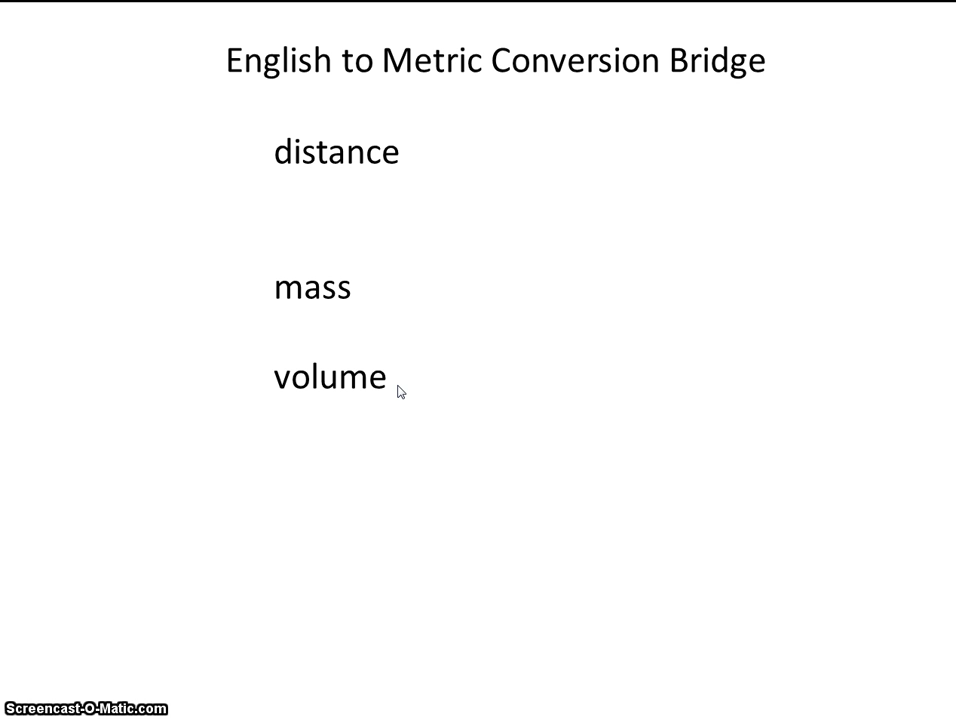 English to Metric Conversion Bridge
distance
mass
volume
Screencast-O-Matic.com